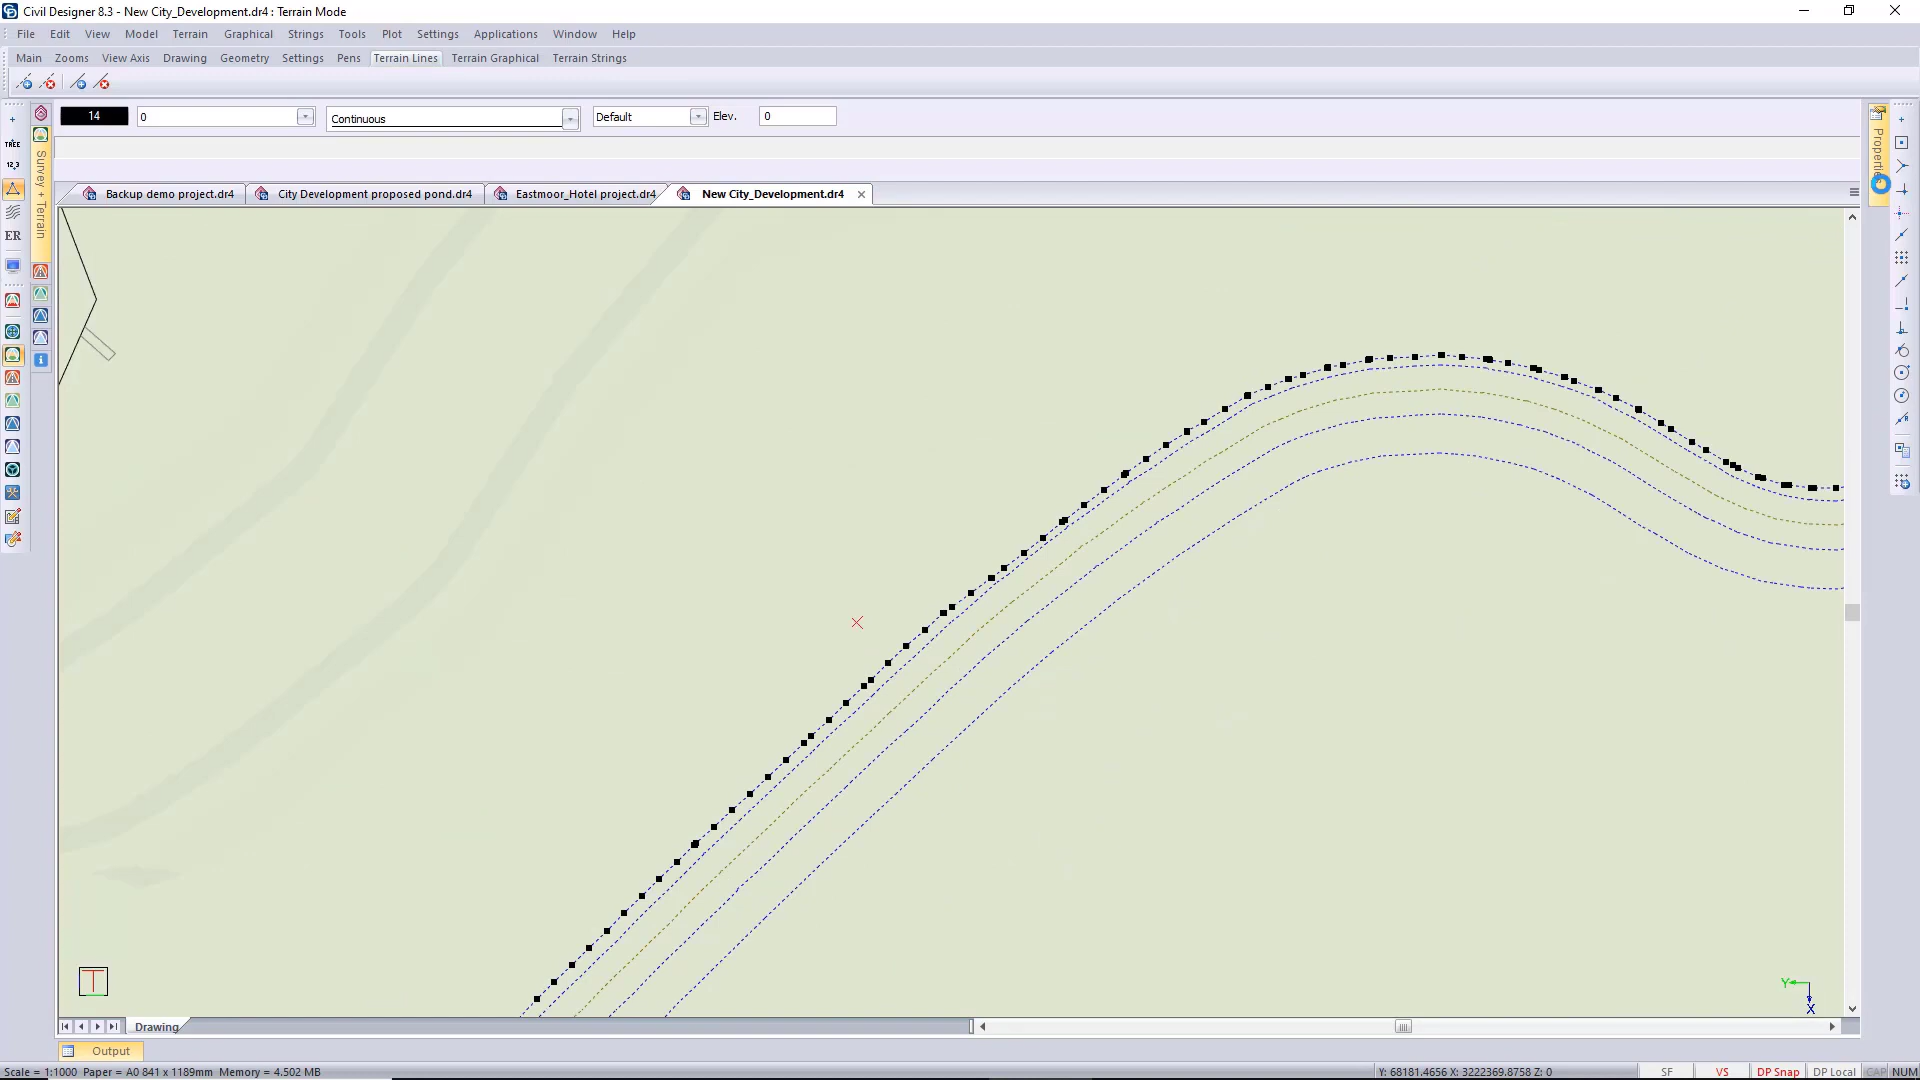 Civil Designer 8.3 - New City_Development.dr4 : Terrain Mode
File Edit View Model Terrain Graphical Strings Tools Plot Settings Applications Window Help
Main Zooms View Axis Drawing Geometry Settings Pens Terrain Lines Terrain Graphical Terrain Strings
14 0 Continuous Default Elev. 0
Backup demo project.dr4 City Development proposed pond.dr4 Eastmoor_Hotel project.dr4 New City_Development.dr4
TREE
12.3
ER
Survey + Terrain
Properties
T
Y
X
Drawing
Output
Scale = 1:1000 Paper = A0 841 x 1189mm Memory = 4.502 MB Y: 68181.4656 X: 3222369.8758 Z: 0 SF VS DP Snap DP Local CAP NUM